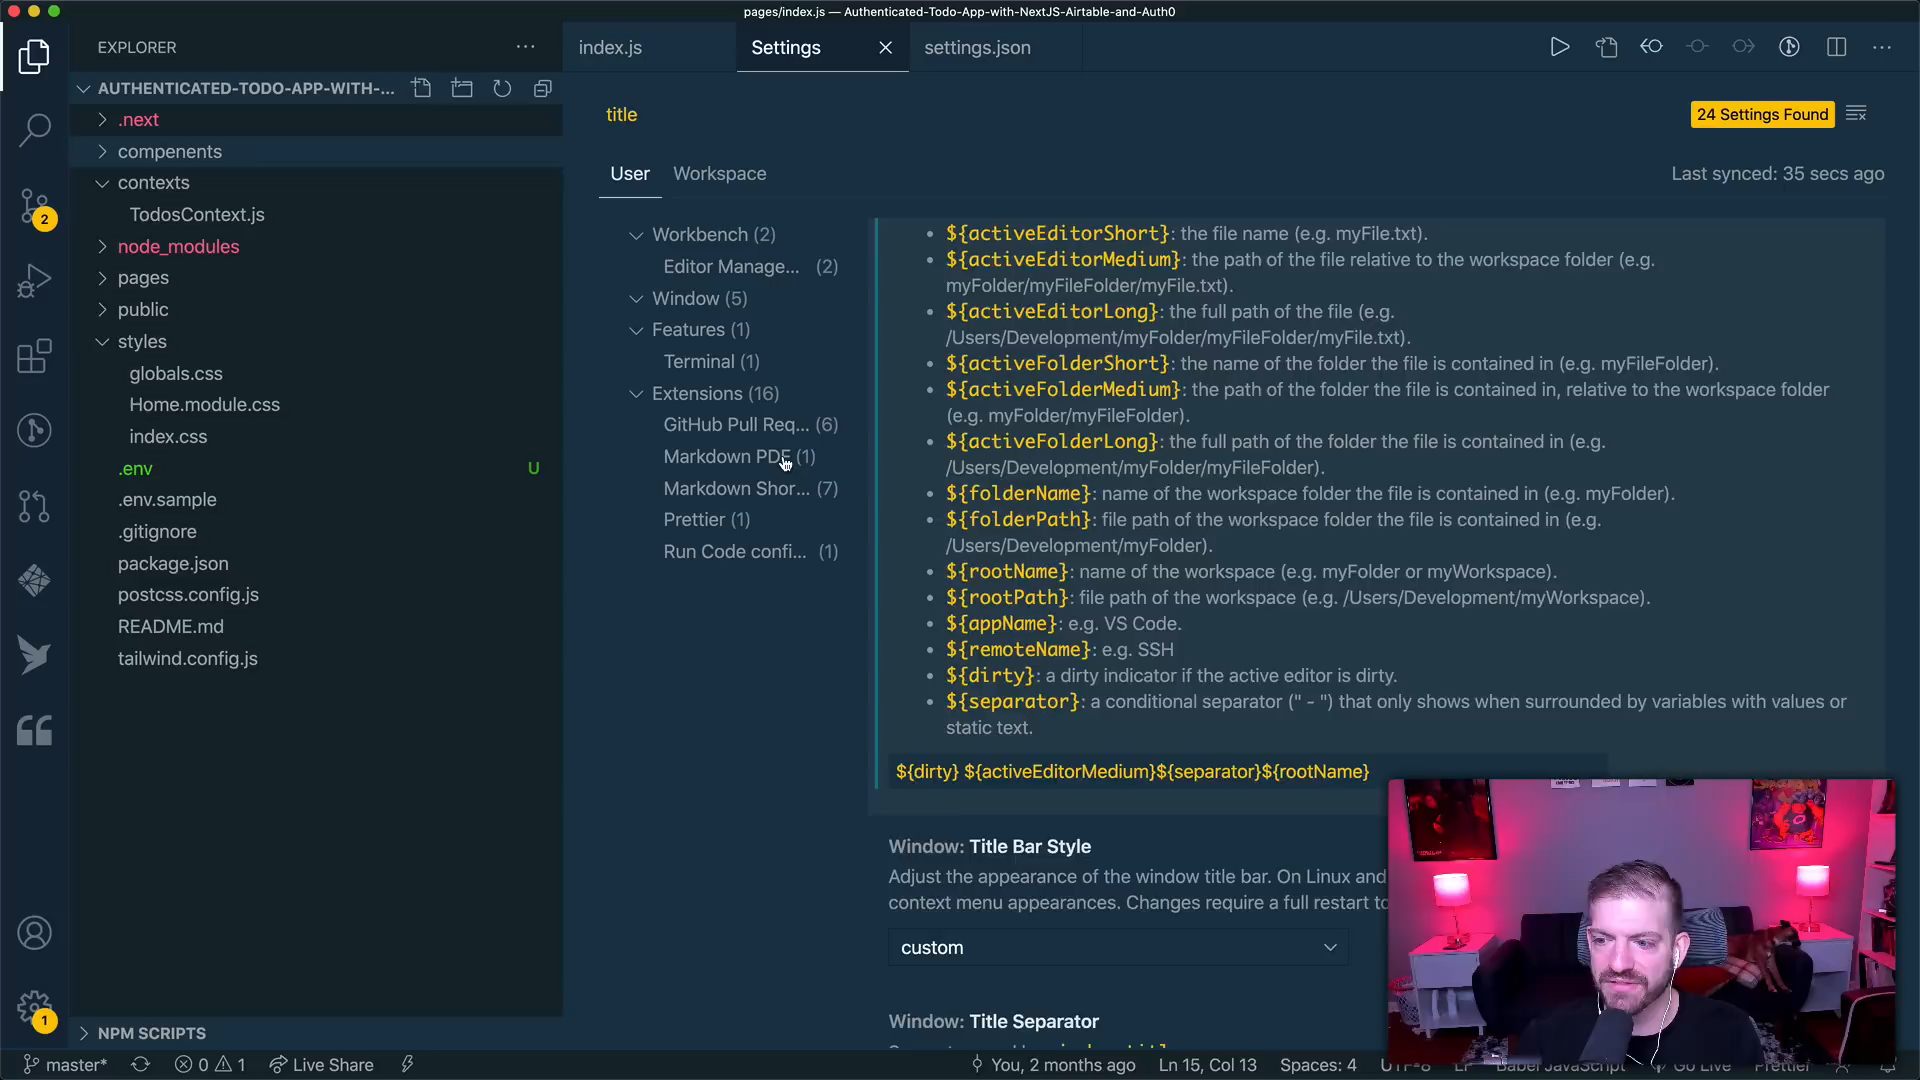 pages/index.js — Authenticated-Todo-App-with-NextJS-Airtable-and-Auth0
EXPLORER
index.js
Settings
settings.json
AUTHENTICATED-TODO-APP-WITH-...
.next
compenents
contexts
TodosContext.js
node_modules
pages
public
styles
globals.css
Home.module.css
index.css
.env
U
.env.sample
.gitignore
package.json
postcss.config.js
README.md
tailwind.config.js
NPM SCRIPTS
2
1
title
24 Settings Found
User
Workspace
Last synced: 35 secs ago
Workbench (2)
Editor Manage... (2)
Window (5)
Features (1)
Terminal (1)
Extensions (16)
GitHub Pull Req... (6)
Markdown PDF (1)
Markdown Shor... (7)
Prettier (1)
Run Code confi... (1)
• ${activeEditorShort}: the file name (e.g. myFile.txt).
• ${activeEditorMedium}: the path of the file relative to the workspace folder (e.g.
myFolder/myFileFolder/myFile.txt).
• ${activeEditorLong}: the full path of the file (e.g.
/Users/Development/myFolder/myFileFolder/myFile.txt).
• ${activeFolderShort}: the name of the folder the file is contained in (e.g. myFileFolder).
• ${activeFolderMedium}: the path of the folder the file is contained in, relative to the workspace folder
(e.g. myFolder/myFileFolder).
• ${activeFolderLong}: the full path of the folder the file is contained in (e.g.
/Users/Development/myFolder/myFileFolder).
• ${folderName}: name of the workspace folder the file is contained in (e.g. myFolder).
• ${folderPath}: file path of the workspace folder the file is contained in (e.g.
/Users/Development/myFolder).
• ${rootName}: name of the workspace (e.g. myFolder or myWorkspace).
• ${rootPath}: file path of the workspace (e.g. /Users/Development/myWorkspace).
• ${appName}: e.g. VS Code.
• ${remoteName}: e.g. SSH
• ${dirty}: a dirty indicator if the active editor is dirty.
• ${separator}: a conditional separator (" - ") that only shows when surrounded by variables with values or
static text.
${dirty} ${activeEditorMedium}${separator}${rootName}
Window: Title Bar Style
Adjust the appearance of the window title bar. On Linux and
context menu appearances. Changes require a full restart to
custom
Window: Title Separator
master*
0
1
Live Share
You, 2 months ago
Ln 15, Col 13
Spaces: 4
UTF-8
LF
Babel JavaScript
Go Live
Prettier